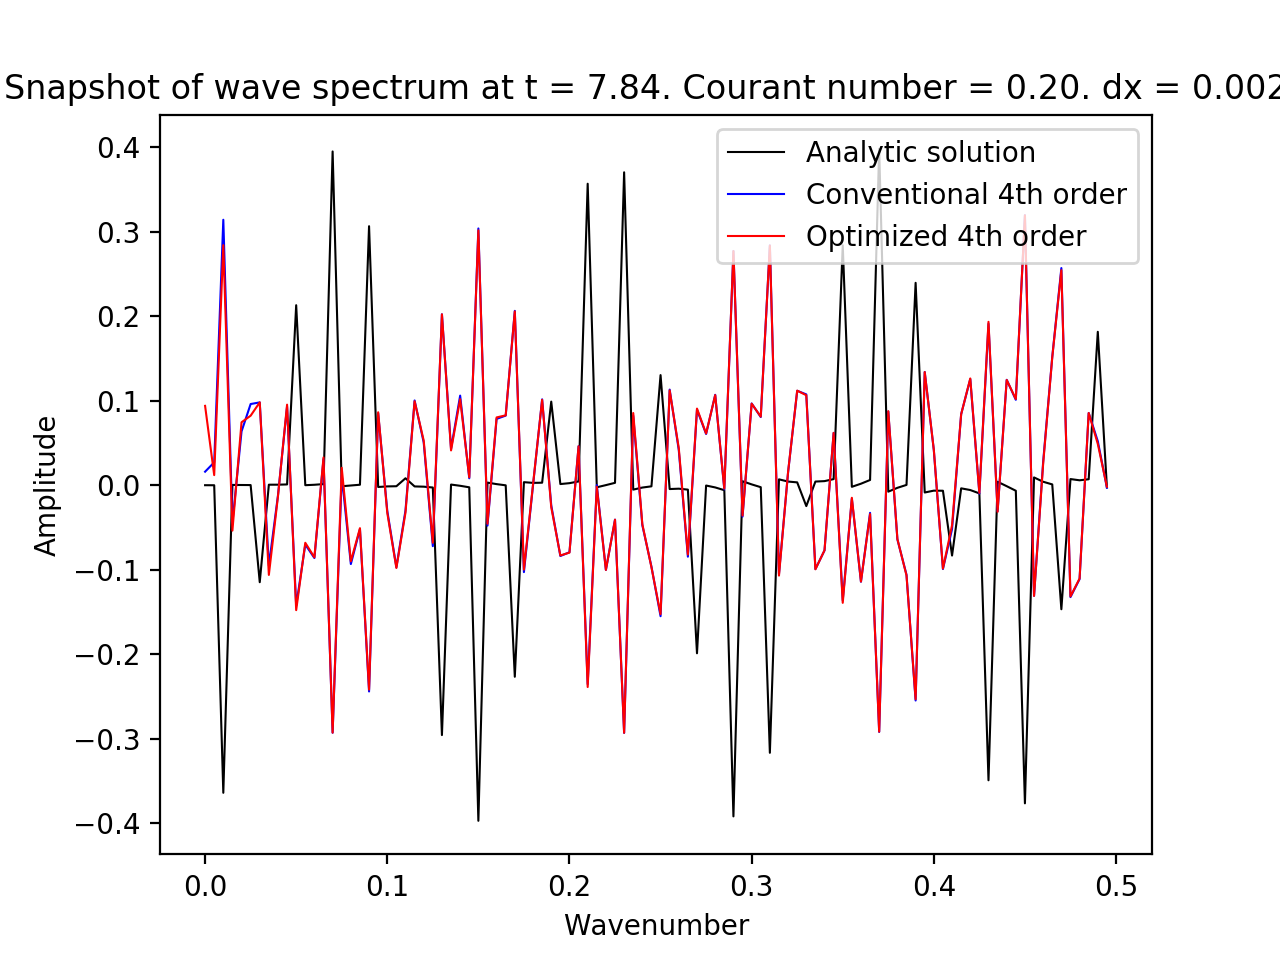 Snapshot of wave spectrum at t = 7.84. Courant number = 0.20. dx = 0.002
Analytic solution
Conventional 4th order
Optimized 4th order
0.4
0.3
0.2
0.1
0.0
−0.1
−0.2
−0.3
−0.4
Amplitude
0.0 0.1 0.2 0.3 0.4 0.5
Wavenumber